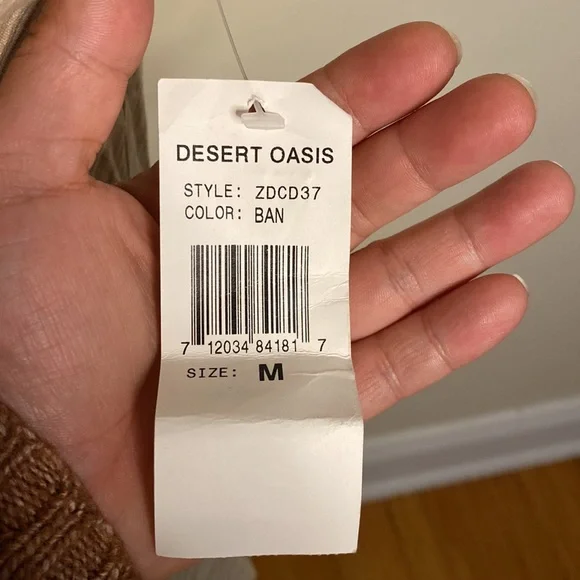 DESERT OASIS
STYLE: ZDCD37
COLOR: BAN
7 12034 84181 7
SIZE: M